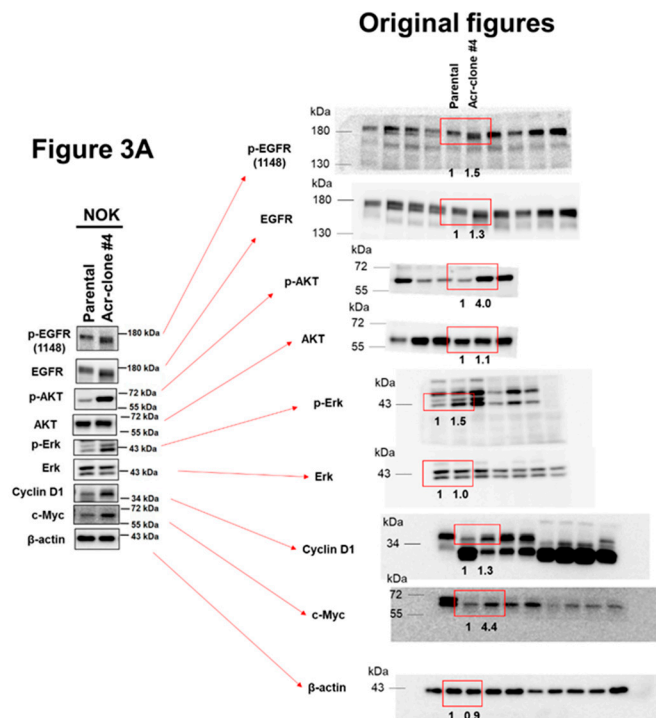 Original figures
Figure 3A
NOK
Parental
Acr-clone #4
p-EGFR
(1148)
180 kDa
EGFR
180 kDa
p-AKT
72 kDa
55 kDa
AKT
72 kDa
55 kDa
p-Erk
43 kDa
Erk
43 kDa
Cyclin D1
34 kDa
c-Myc
72 kDa
55 kDa
β-actin
43 kDa
Parental
Acr-clone #4
p-EGFR
(1148)
kDa
180
130
1 1.5
EGFR
kDa
180
130
1 1.3
p-AKT
kDa
72
55
1 4.0
AKT
kDa
72
55
1 1.1
p-Erk
kDa
43
1 1.5
Erk
kDa
43
1 1.0
Cyclin D1
kDa
34
1 1.3
c-Myc
kDa
72
55
1 4.4
β-actin
kDa
43
1 0.9